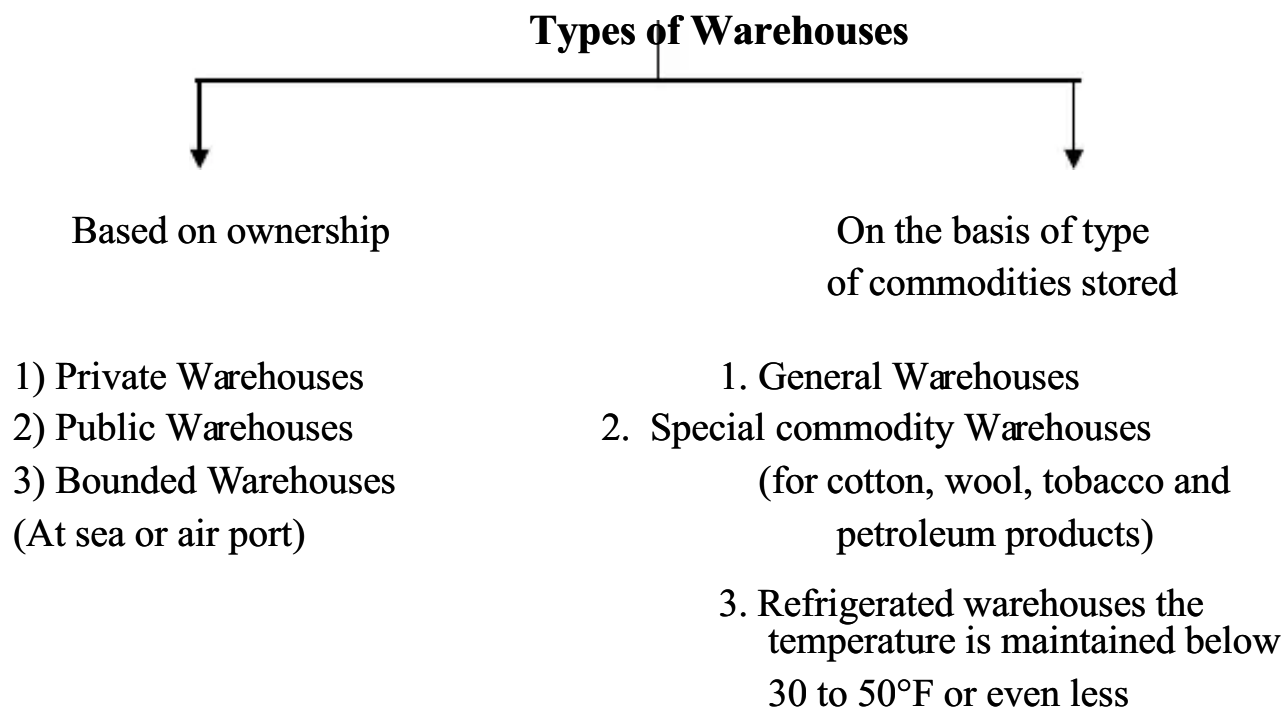 Types of Warehouses
Based on ownership
1) Private Warehouses
2) Public Warehouses
3) Bounded Warehouses
(At sea or air port)
On the basis of type
of commodities stored
1. General Warehouses
2. Special commodity Warehouses
(for cotton, wool, tobacco and
petroleum products)
3. Refrigerated warehouses the
temperature is maintained below
30 to 50°F or even less